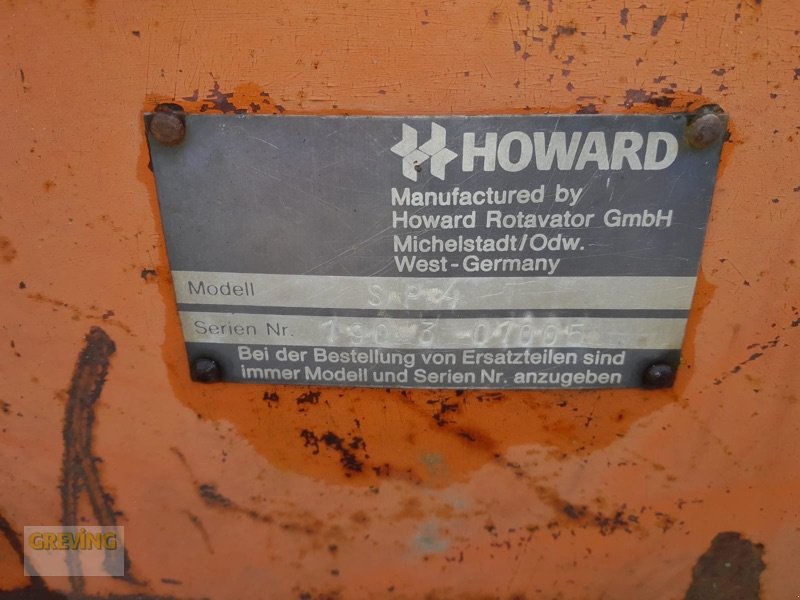 HOWARD
Manufactured by
Howard Rotavator GmbH
Michelstadt/Odw.
West-Germany
Modell
Serien Nr.
Bei der Bestellung von Ersatzteilen sind
immer Modell und Serien Nr. anzugeben
GREVING